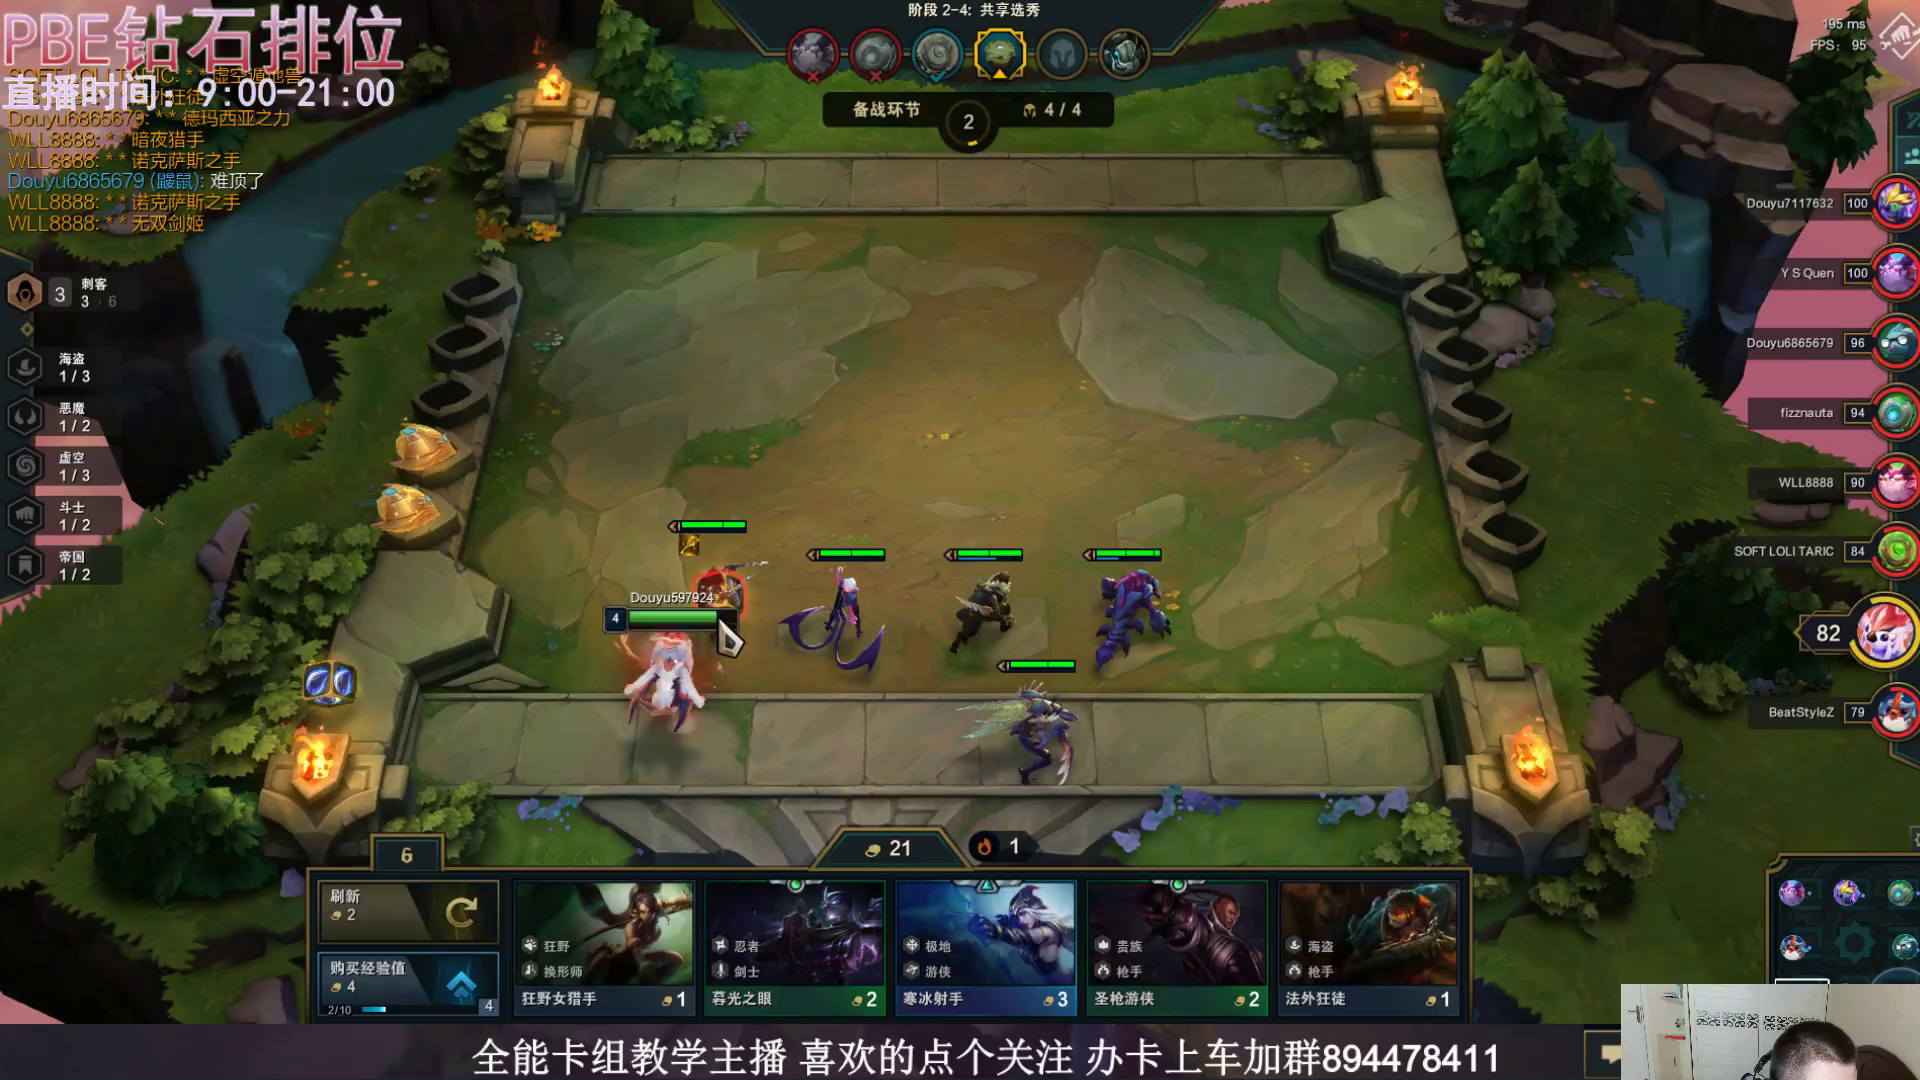 阶段 2-4: 共享选秀
195 ms
FPS: 95
PBE钻石排位
直播时间: 9:00-21:00
备战环节
2
4 / 4
SOFT LOLI TARIC: * * 虚空遁地兽
Douyu6865679: * * 德玛西亚之力
WLL8888: * * 暗夜猎手
WLL8888: * * 诺克萨斯之手
Douyu6865679 (鼹鼠): 难顶了
WLL8888: * * 诺克萨斯之手
WLL8888: * * 无双剑姬
3
刺客
3 › 6
海盗
1 / 3
恶魔
1 / 2
虚空
1 / 3
斗士
1 / 2
帝国
1 / 2
Douyu7117632 100
Y S Quen 100
Douyu6865679 96
fizznauta 94
WLL8888 90
SOFT LOLI TARIC 84
82
BeatStyleZ 79
Douyu597924
4
6
21
1
刷新
2
购买经验值
4
2/10
4
狂野
换形师
狂野女猎手 1
忍者
剑士
暮光之眼 2
极地
游侠
寒冰射手 3
贵族
枪手
圣枪游侠 2
海盗
枪手
法外狂徒 1
全能卡组教学主播 喜欢的点个关注 办卡上车加群894478411